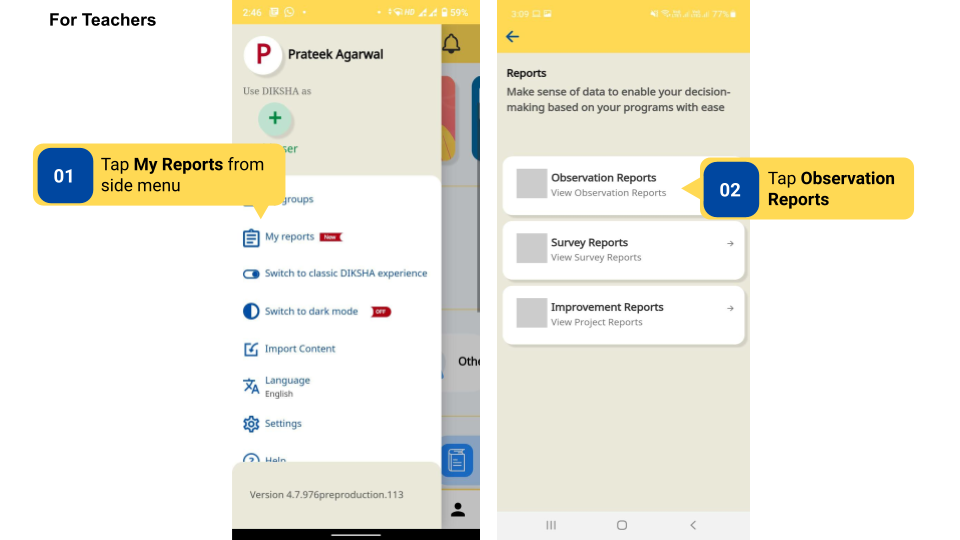 For Teachers
2:46
HD
59%
P
Prateek Agarwal
Use DIKSHA as
+
ser
01
Tap My Reports from
side menu
groups
My reports New
Switch to classic DIKSHA experience
Switch to dark mode OFF
Import Content
Language
English
Settings
Help
Version 4.7.976preproduction.113
Othe
3:09
77%
Reports
Make sense of data to enable your decision-
making based on your programs with ease
Observation Reports
View Observation Reports
02
Tap Observation
Reports
Survey Reports
View Survey Reports
Improvement Reports
View Project Reports